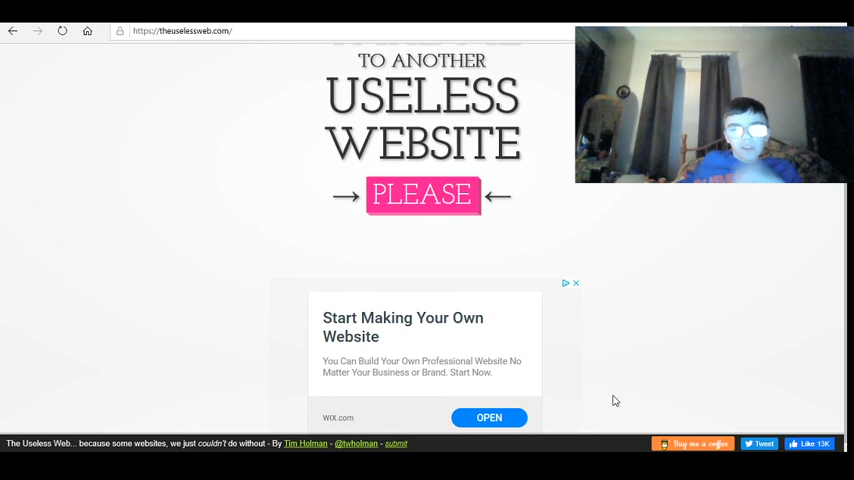 https://theuselessweb.com/
TO ANOTHER
USELESS
WEBSITE
→ PLEASE ←
Start Making Your Own
Website
You Can Build Your Own Professional Website No
Matter Your Business or Brand. Start Now.
WIX.com
OPEN
The Useless Web... because some websites, we just couldn't do without - By Tim Holman - @twholman - submit
Buy me a coffee
Tweet
Like 13K